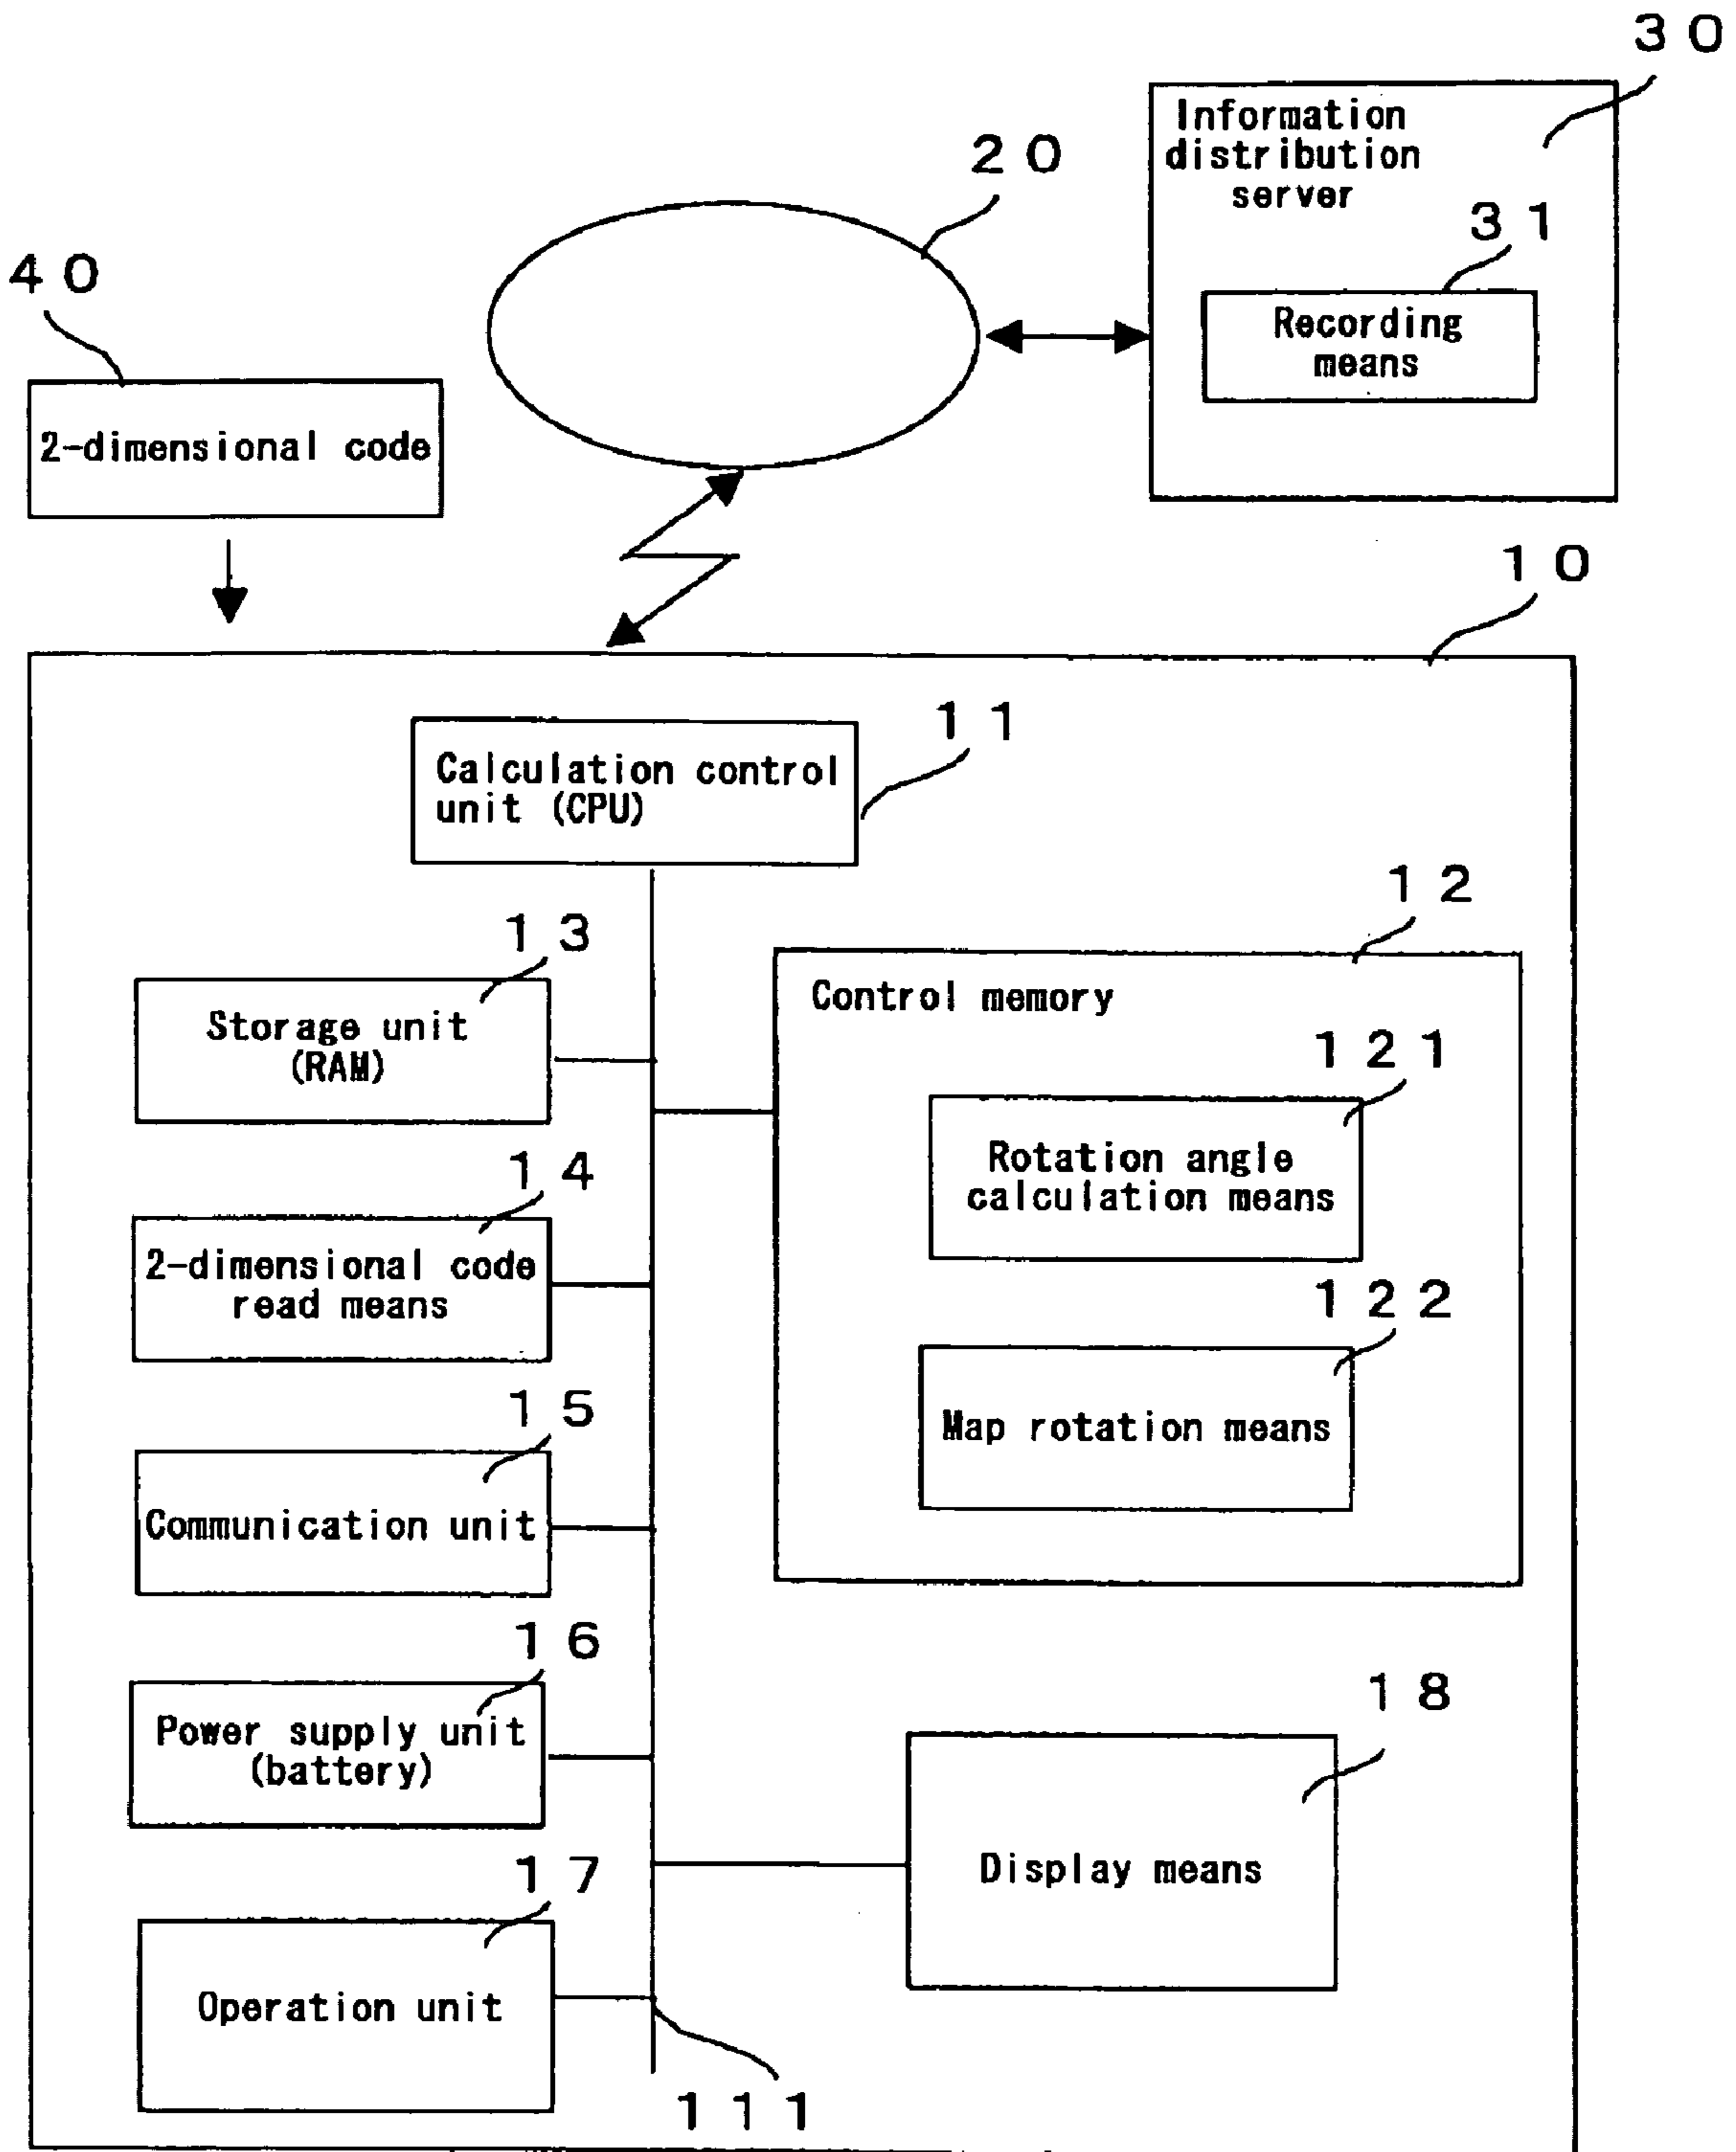 30
Information
distribution
server
20
31
Recording
means
40
2-dimensional code
10
11
Calculation control
unit (CPU)
12
Control memory
13
Storage unit
(RAM)
121
Rotation angle
calculation means
14
2-dimensional code
read means
122
Map rotation means
15
Communication unit
16
Power supply unit
(battery)
18
Display means
17
Operation unit
111